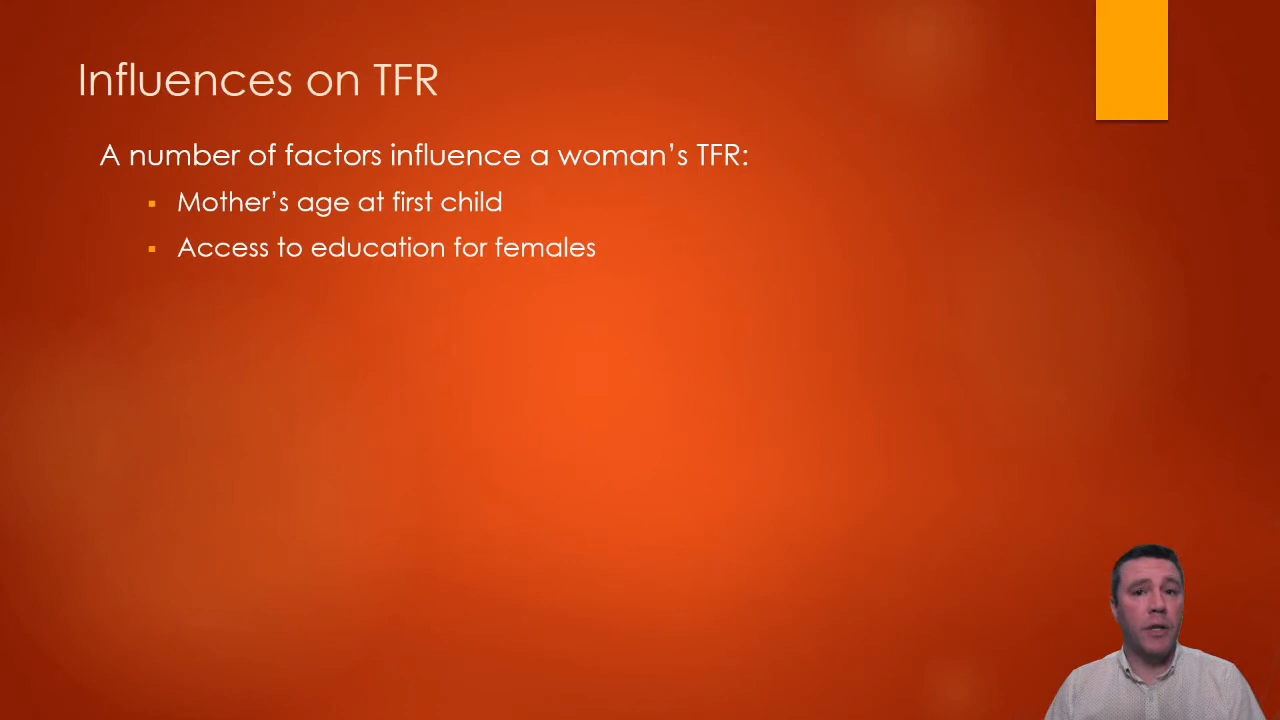 Influences on TFR
A number of factors influence a woman’s TFR:
Mother’s age at first child
Access to education for females